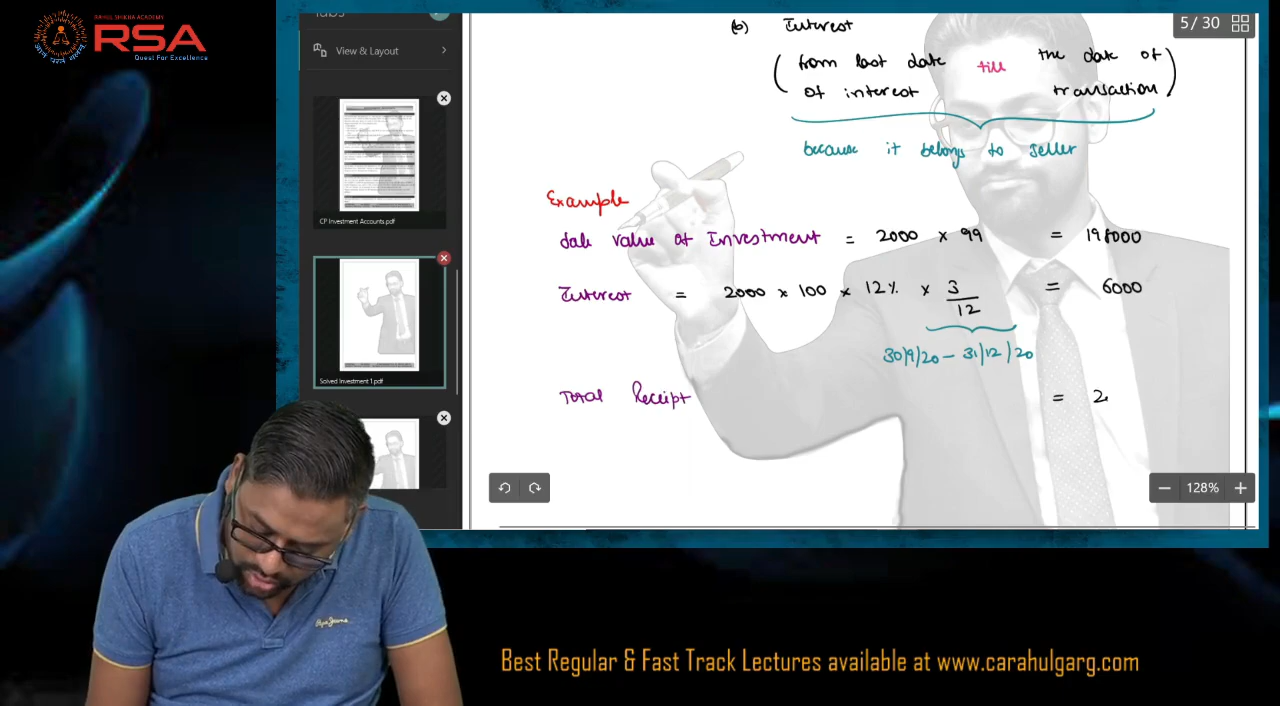 RAHUL SHIKHA ACADEMY
RSA
Quest For Excellence
View & Layout
CP Investment Accounts.pdf
Solved Investment 1.pdf
5 / 30
(b) Interest
(from last date of interest till the date of transaction)
because it belongs to seller
Example
Sale value of Investment = 2000 × 99 = 198000
Interest = 2000 × 100 × 12% × 3/12 = 6000
30/9/20 – 31/12/20
Total Receipt = 2
128%
Pepe Jeans
Best Regular & Fast Track Lectures available at www.carahulgarg.com